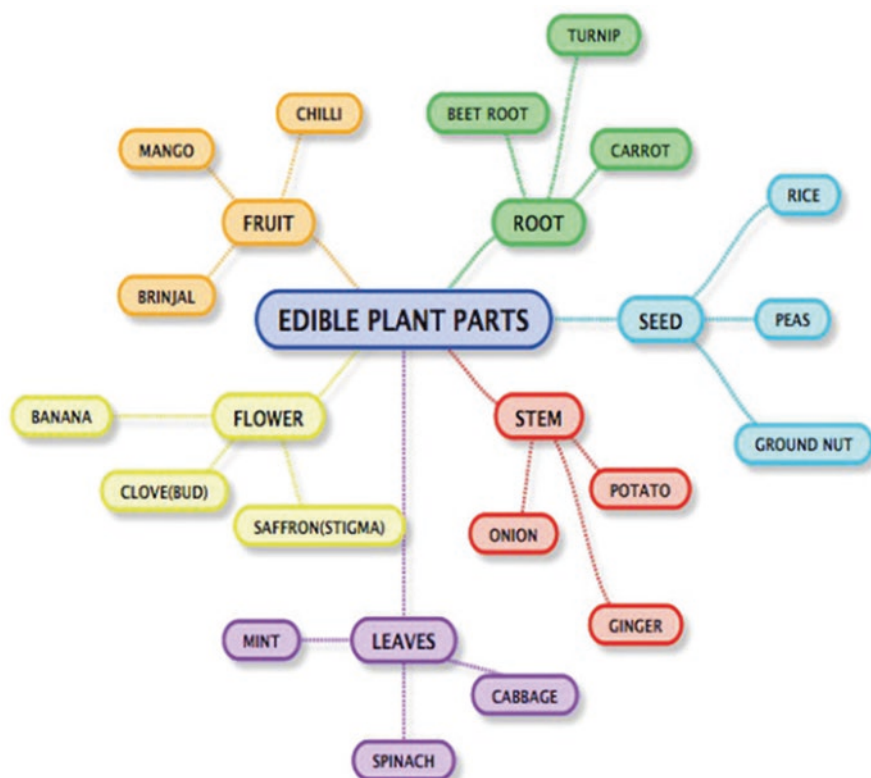 TURNIP
BEET ROOT
CHILLI
MANGO
CARROT
RICE
FRUIT
ROOT
BRINJAL
EDIBLE PLANT PARTS
SEED
PEAS
BANANA
FLOWER
STEM
GROUND NUT
CLOVE(BUD)
POTATO
SAFFRON(STIGMA)
ONION
GINGER
MINT
LEAVES
CABBAGE
SPINACH